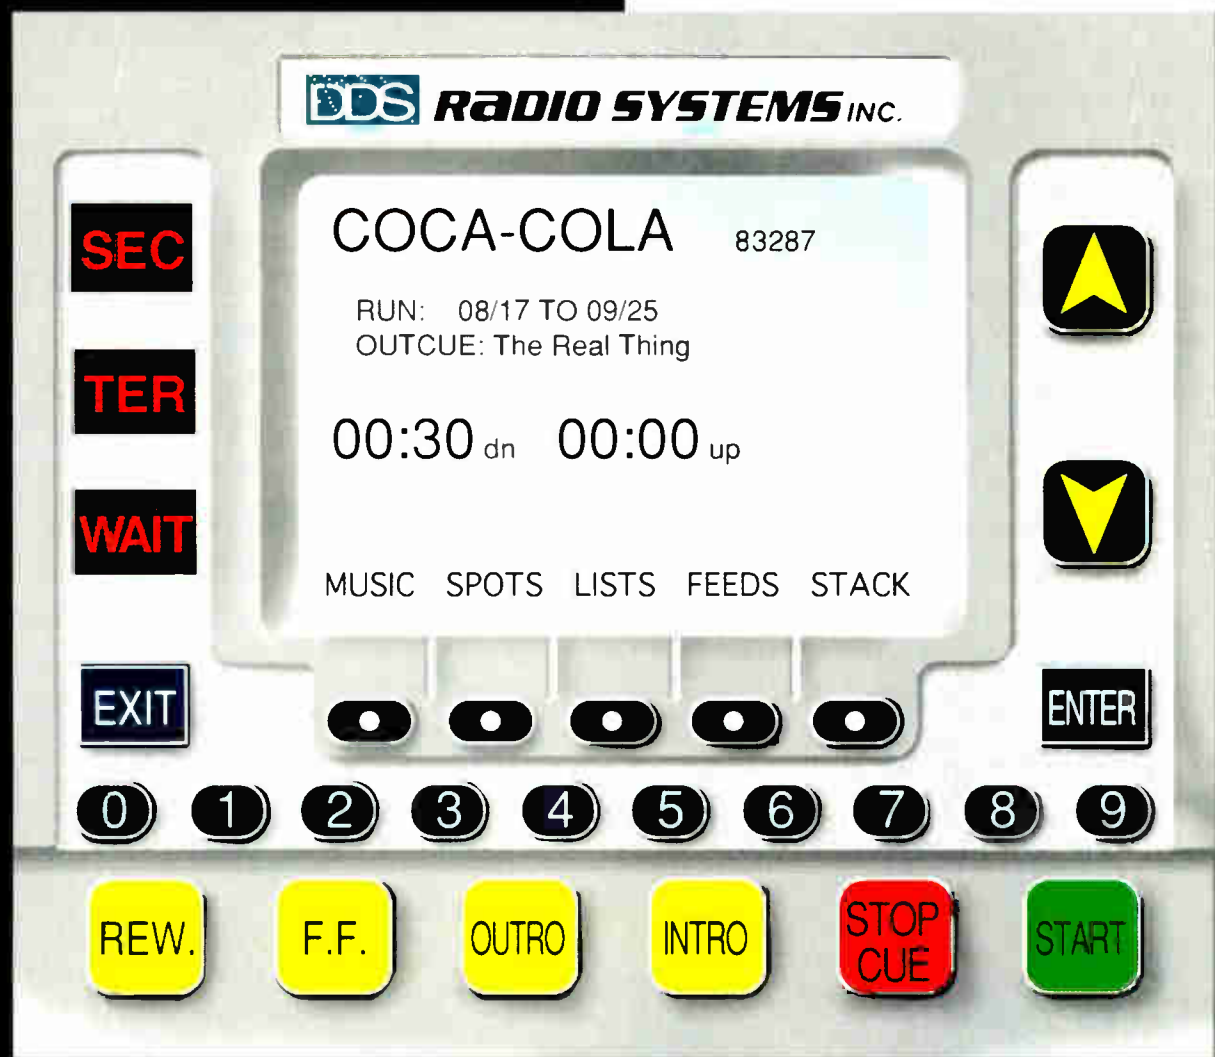 DDS RADIO SYSTEMS INC.
COCA-COLA 83287
RUN: 08/17 TO 09/25
OUTCUE: The Real Thing
00:30 dn 00:00 up
MUSIC SPOTS LISTS FEEDS STACK
SEC
TER
WAIT
EXIT
ENTER
0 1 2 3 4 5 6 7 8 9
REW. F.F. OUTRO INTRO STOP CUE START